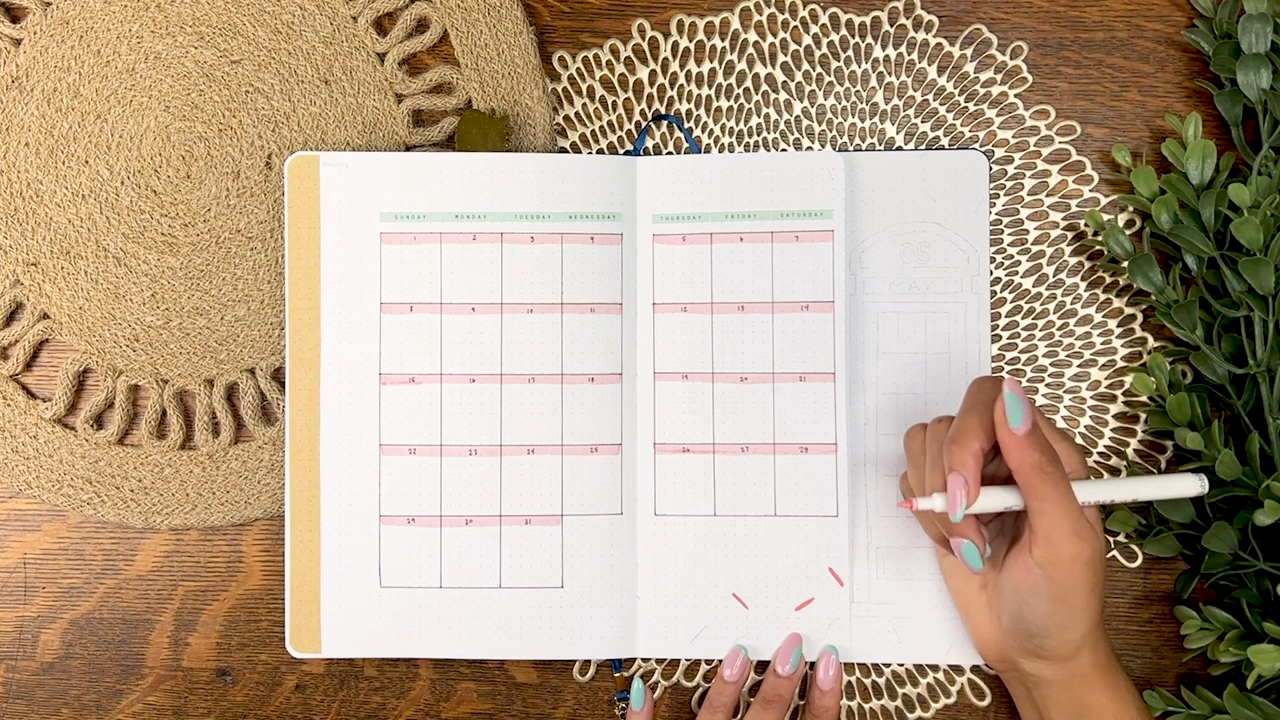 SUNDAY MONDAY TUESDAY WEDNESDAY THURSDAY FRIDAY SATURDAY
1 2 3 4 5 6 7
8 9 10 11 12 13 14
15 16 17 18 19 20 21
22 23 24 25 26 27 28
29 30 31
05
MAY